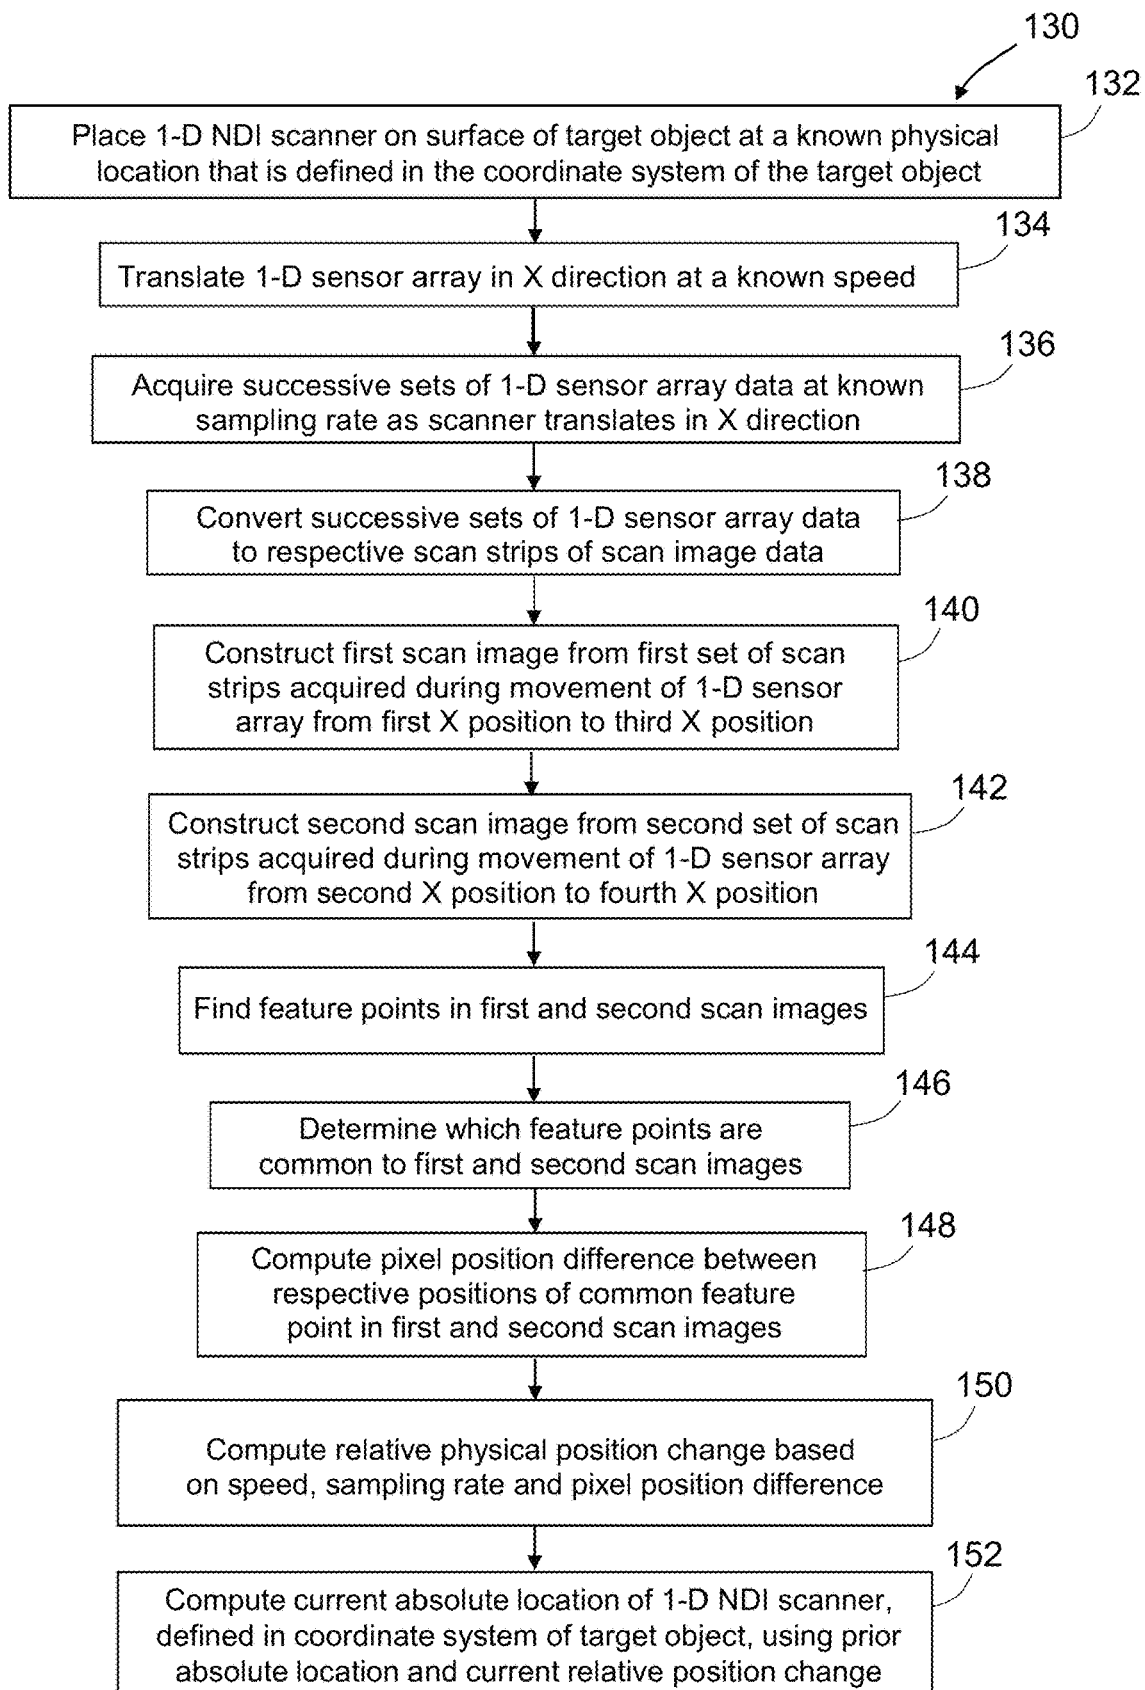 130
132
Place 1-D NDI scanner on surface of target object at a known physical
location that is defined in the coordinate system of the target object
134
Translate 1-D sensor array in X direction at a known speed
136
Acquire successive sets of 1-D sensor array data at known
sampling rate as scanner translates in X direction
138
Convert successive sets of 1-D sensor array data
to respective scan strips of scan image data
140
Construct first scan image from first set of scan
strips acquired during movement of 1-D sensor
array from first X position to third X position
142
Construct second scan image from second set of scan
strips acquired during movement of 1-D sensor array
from second X position to fourth X position
144
Find feature points in first and second scan images
146
Determine which feature points are
common to first and second scan images
148
Compute pixel position difference between
respective positions of common feature
point in first and second scan images
150
Compute relative physical position change based
on speed, sampling rate and pixel position difference
152
Compute current absolute location of 1-D NDI scanner,
defined in coordinate system of target object, using prior
absolute location and current relative position change